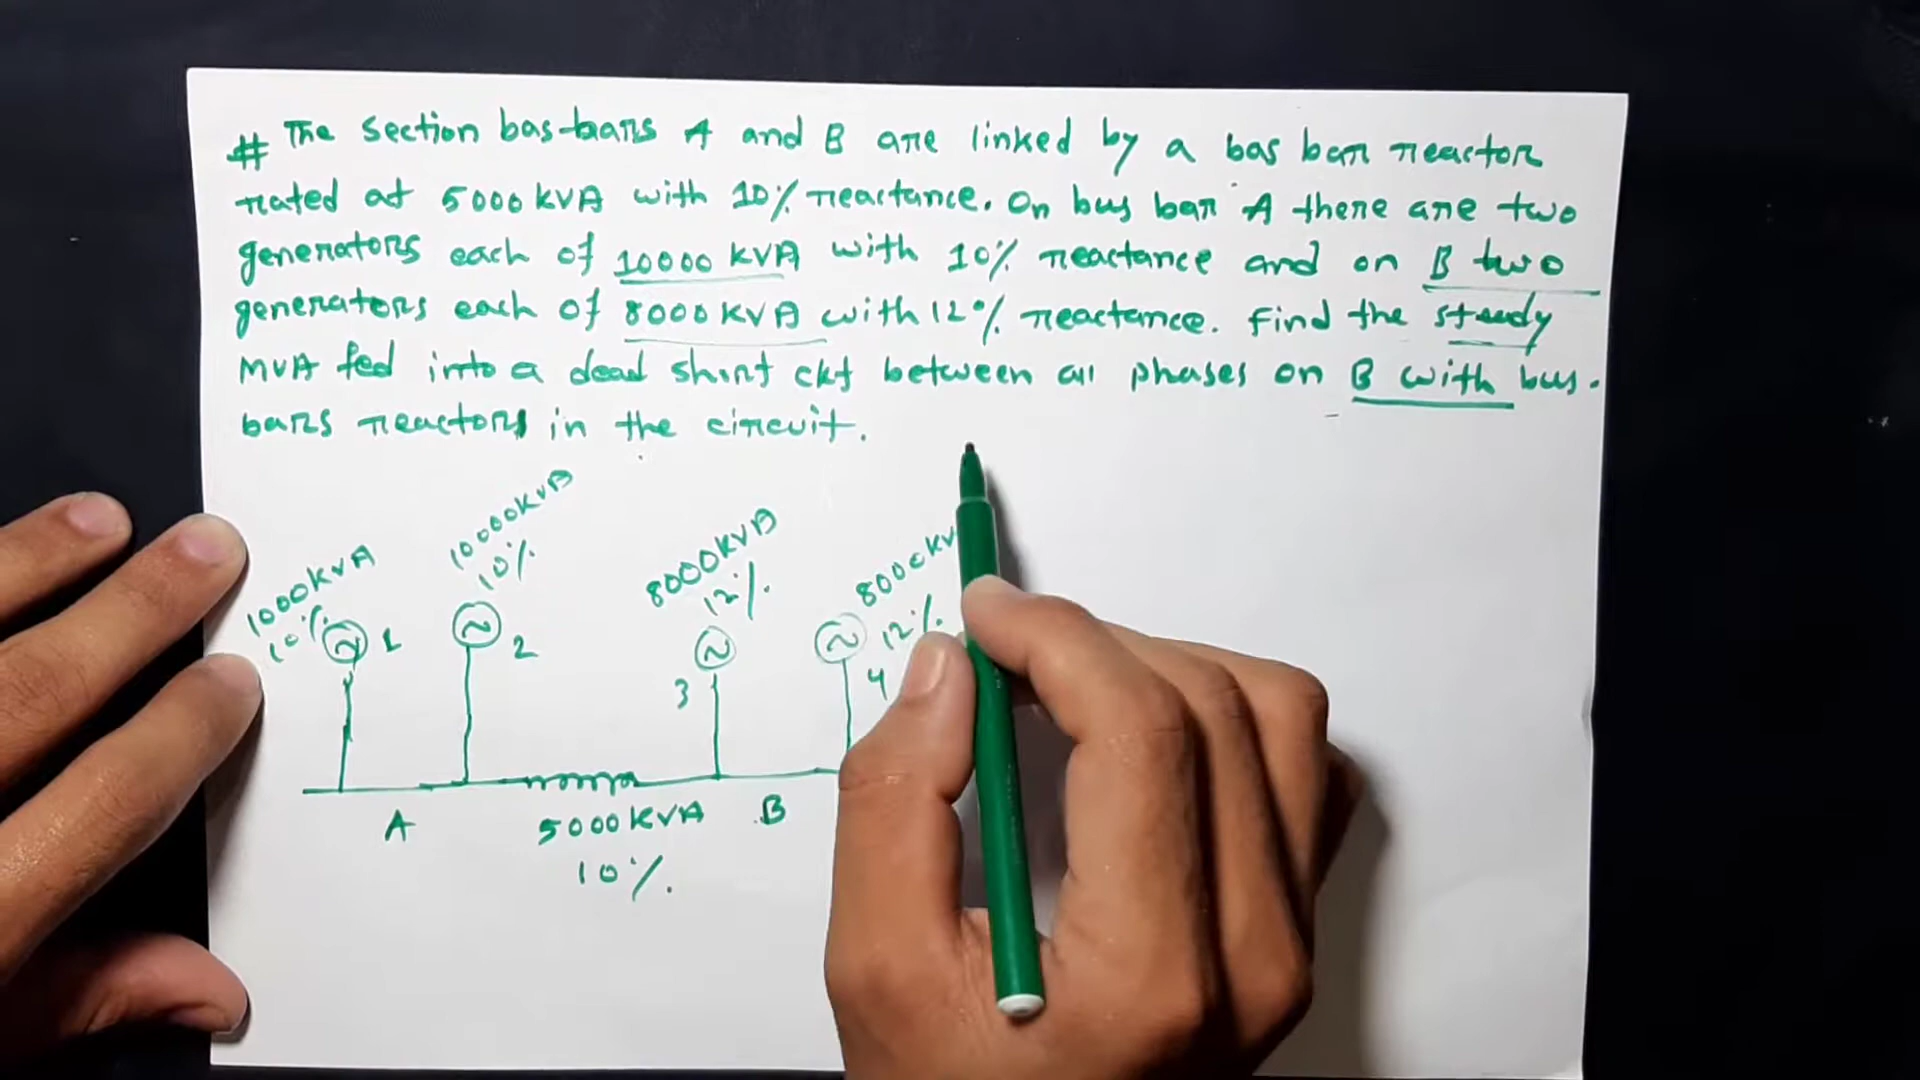 # The section bas-bars A and B are linked by a bas bar reactor
rated at 5000 KVA with 10% reactance. On bus bar A there are two
generators each of 10000 KVA with 10% reactance and on B two
generators each of 8000 KVA with 12% reactance. Find the steady
MVA fed into a dead short ckt between all phases on B with bus.
bars reactors in the circuit.
1000KVA
10%
1
10000KVA
10%
2
8000KVA
12%
3
8000KV
12%
4
A
5000KVA
10%
B